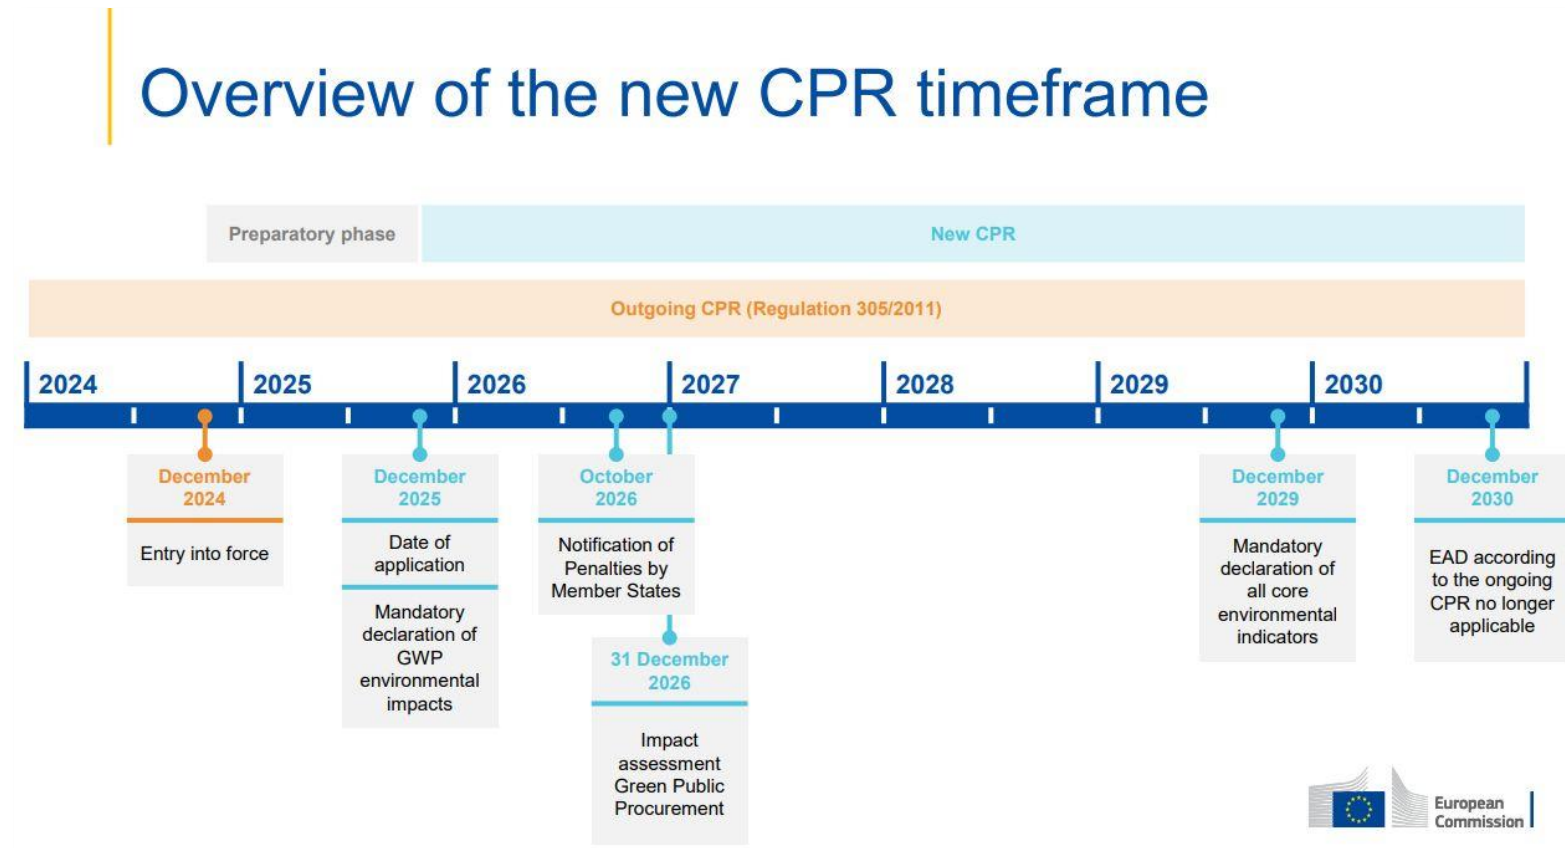 Overview of the new CPR timeframe
Preparatory phase
New CPR
Outgoing CPR (Regulation 305/2011)
2024
2025
2026
2027
2028
2029
2030
December
2024
Entry into force
December
2025
Date of
application
Mandatory
declaration of
GWP
environmental
impacts
October
2026
Notification of
Penalties by
Member States
31 December
2026
Impact
assessment
Green Public
Procurement
December
2029
Mandatory
declaration of
all core
environmental
indicators
December
2030
EAD according
to the ongoing
CPR no longer
applicable
European
Commission